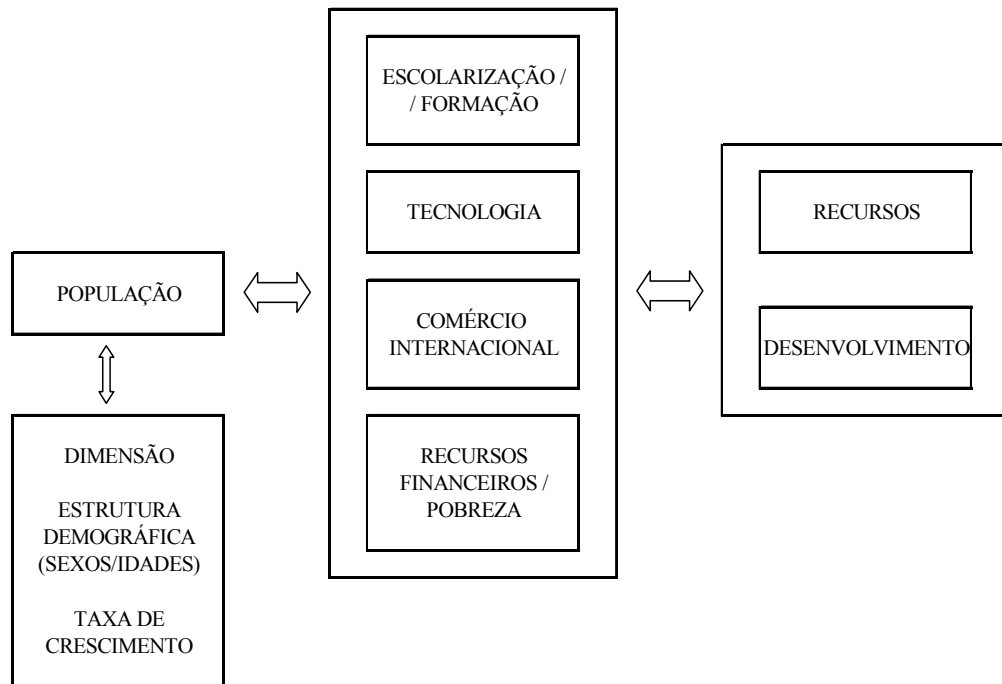 POPULAÇÃO
DIMENSÃO
ESTRUTURA
DEMOGRÁFICA
(SEXOS/IDADES)
TAXA DE
CRESCIMENTO
ESCOLARIZAÇÃO /
/ FORMAÇÃO
TECNOLOGIA
COMÉRCIO
INTERNACIONAL
RECURSOS
FINANCEIROS /
POBREZA
RECURSOS
DESENVOLVIMENTO